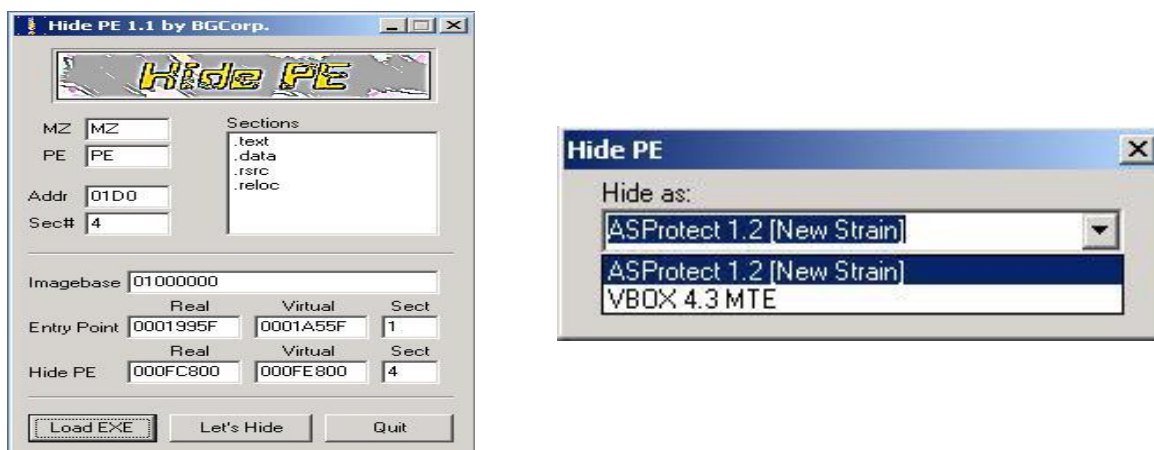 Hide PE 1.1 by BGCorp.
Hide PE
MZ MZ
PE PE
Addr 01D0
Sec# 4
Sections
.text
.data
.rsrc
.reloc
Imagebase 01000000
Real Virtual Sect
Entry Point 0001995F 0001A55F 1
Real Virtual Sect
Hide PE 000FC800 000FE800 4
Load EXE Let's Hide Quit
Hide PE
Hide as:
ASProtect 1.2 [New Strain]
ASProtect 1.2 [New Strain]
VBOX 4.3 MTE